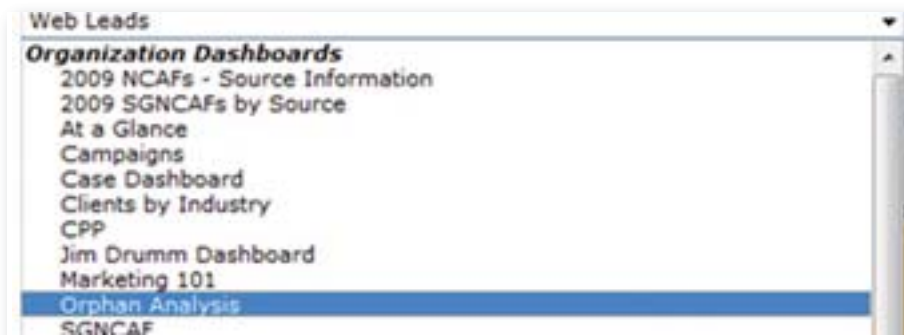 Web Leads
Organization Dashboards
2009 NCAFs - Source Information
2009 SGNCAFs by Source
At a Glance
Campaigns
Case Dashboard
Clients by Industry
CPP
Jim Drumm Dashboard
Marketing 101
Orphan Analysis
SGNCAF